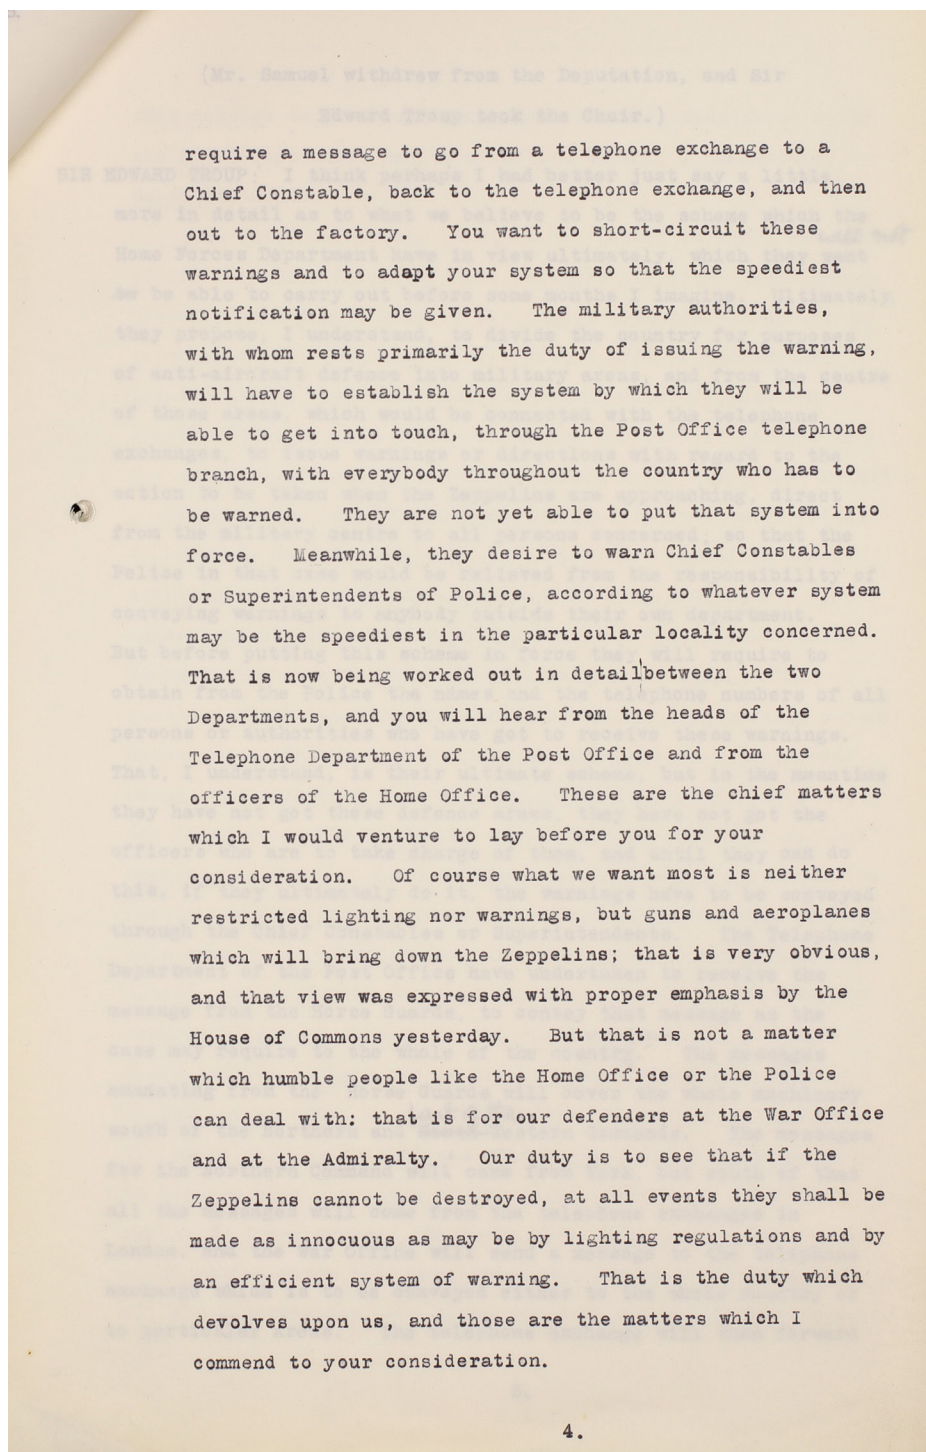 require a message to go from a telephone exchange to a
Chief Constable, back to the telephone exchange, and then
out to the factory. You want to short-circuit these
warnings and to adapt your system so that the speediest
notification may be given. The military authorities,
with whom rests primarily the duty of issuing the warning,
will have to establish the system by which they will be
able to get into touch, through the Post Office telephone
branch, with everybody throughout the country who has to
be warned. They are not yet able to put that system into
force. Meanwhile, they desire to warn Chief Constables
or Superintendents of Police, according to whatever system
may be the speediest in the particular locality concerned.
That is now being worked out in detail|between the two
Departments, and you will hear from the heads of the
Telephone Department of the Post Office and from the
officers of the Home Office. These are the chief matters
which I would venture to lay before you for your
consideration. Of course what we want most is neither
restricted lighting nor warnings, but guns and aeroplanes
which will bring down the Zeppelins; that is very obvious,
and that view was expressed with proper emphasis by the
House of Commons yesterday. But that is not a matter
which humble people like the Home Office or the Police
can deal with: that is for our defenders at the War Office
and at the Admiralty. Our duty is to see that if the
Zeppelins cannot be destroyed, at all events they shall be
made as innocuous as may be by lighting regulations and by
an efficient system of warning. That is the duty which
devolves upon us, and those are the matters which I
commend to your consideration.
4.